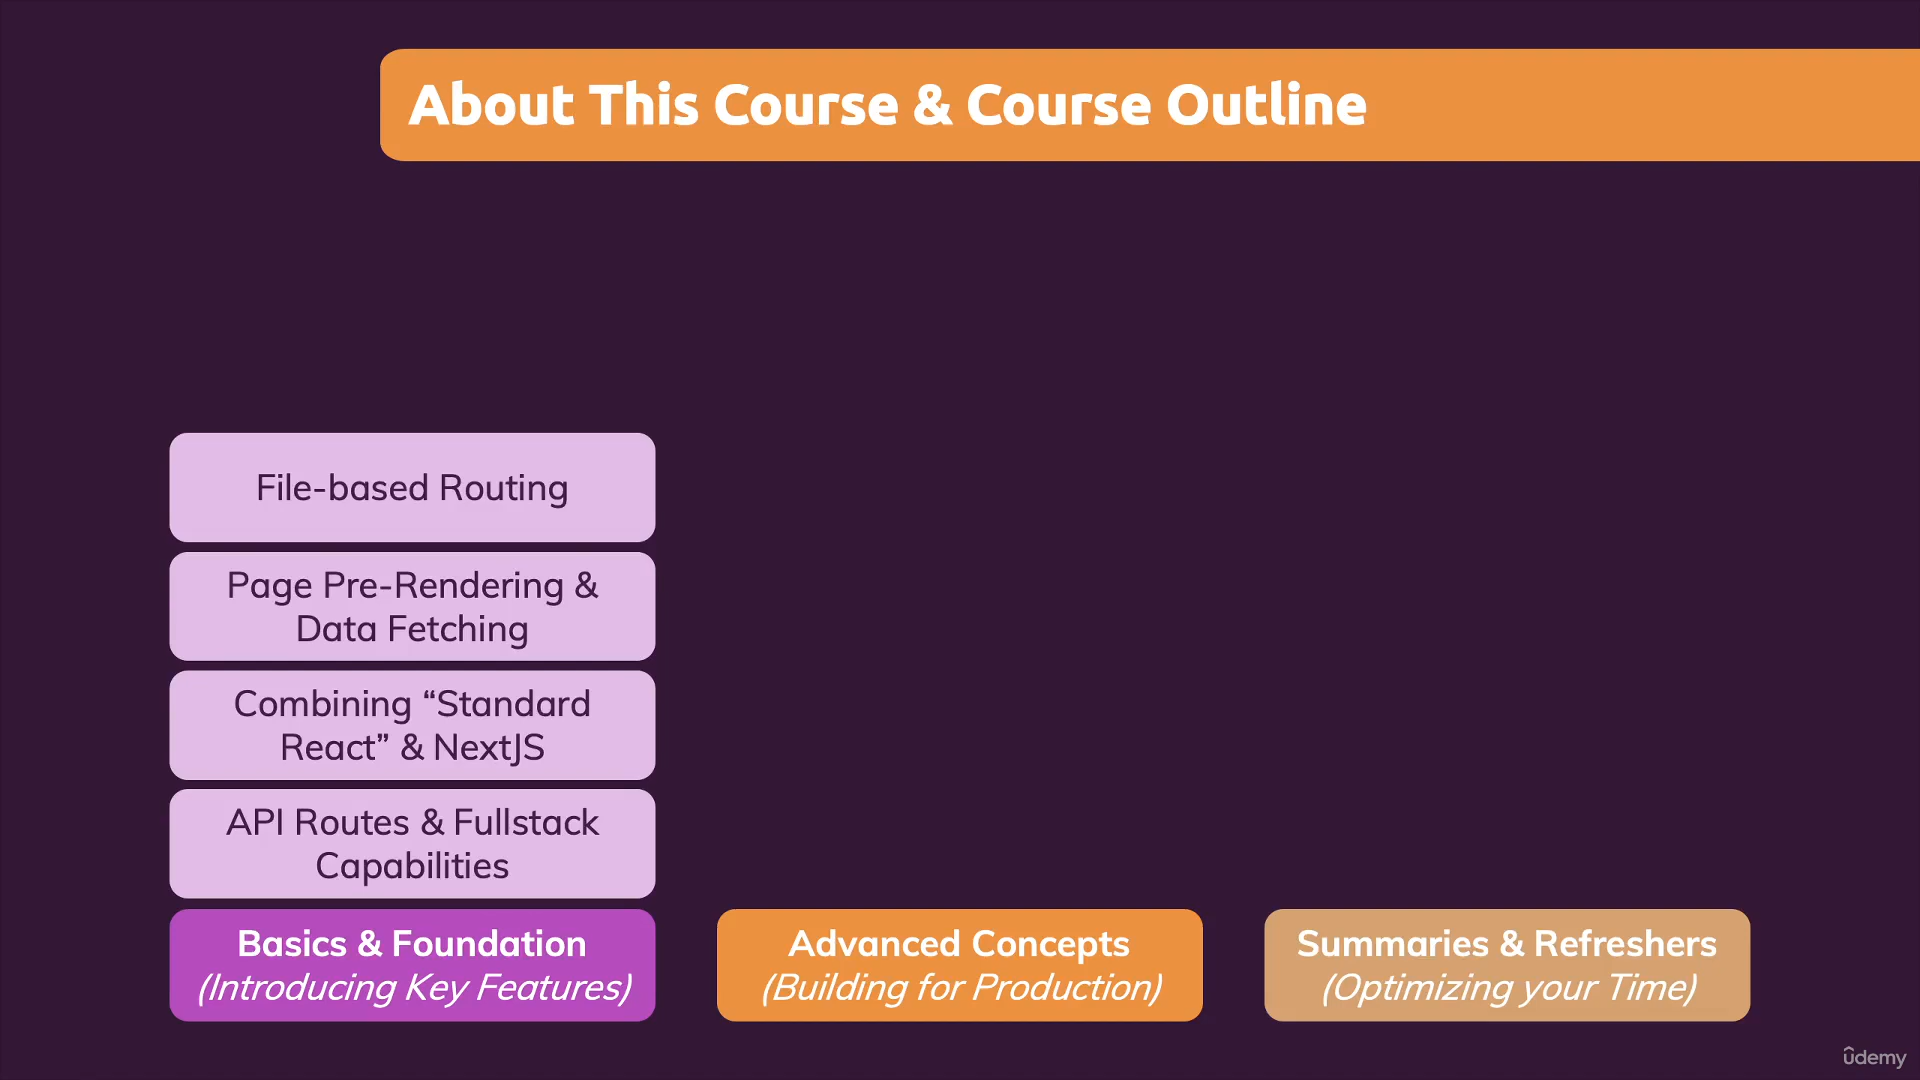 About This Course & Course Outline
File-based Routing
Page Pre-Rendering &
Data Fetching
Combining “Standard
React” & NextJS
API Routes & Fullstack
Capabilities
Basics & Foundation
(Introducing Key Features)
Advanced Concepts
(Building for Production)
Summaries & Refreshers
(Optimizing your Time)
ûdemy